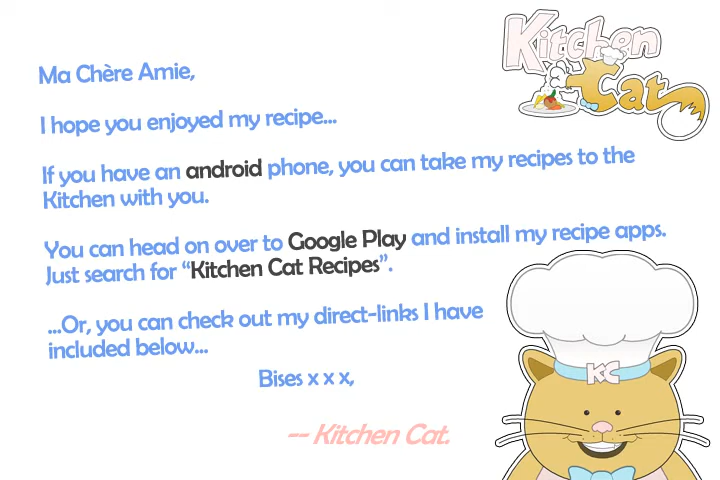 Kitchen
Cat
Ma Chère Amie,
I hope you enjoyed my recipe...
If you have an android phone, you can take my recipes to the
Kitchen with you.
You can head on over to Google Play and install my recipe apps.
Just search for “Kitchen Cat Recipes”.
...Or, you can check out my direct-links I have
included below...
Bises x x x,
-- Kitchen Cat.
KC